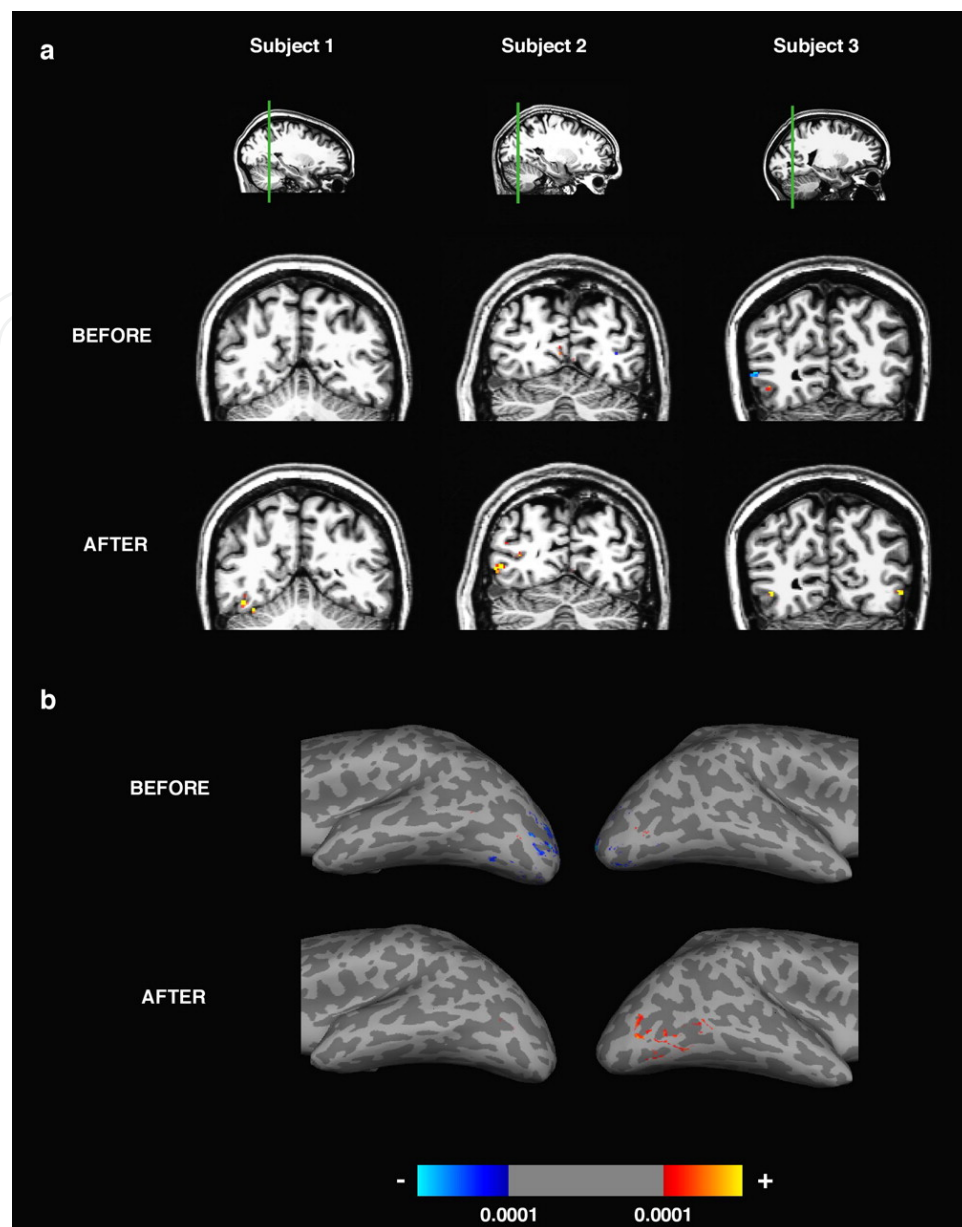 a
Subject 1 Subject 2 Subject 3
BEFORE
AFTER
b
BEFORE
AFTER
- +
0.0001 0.0001